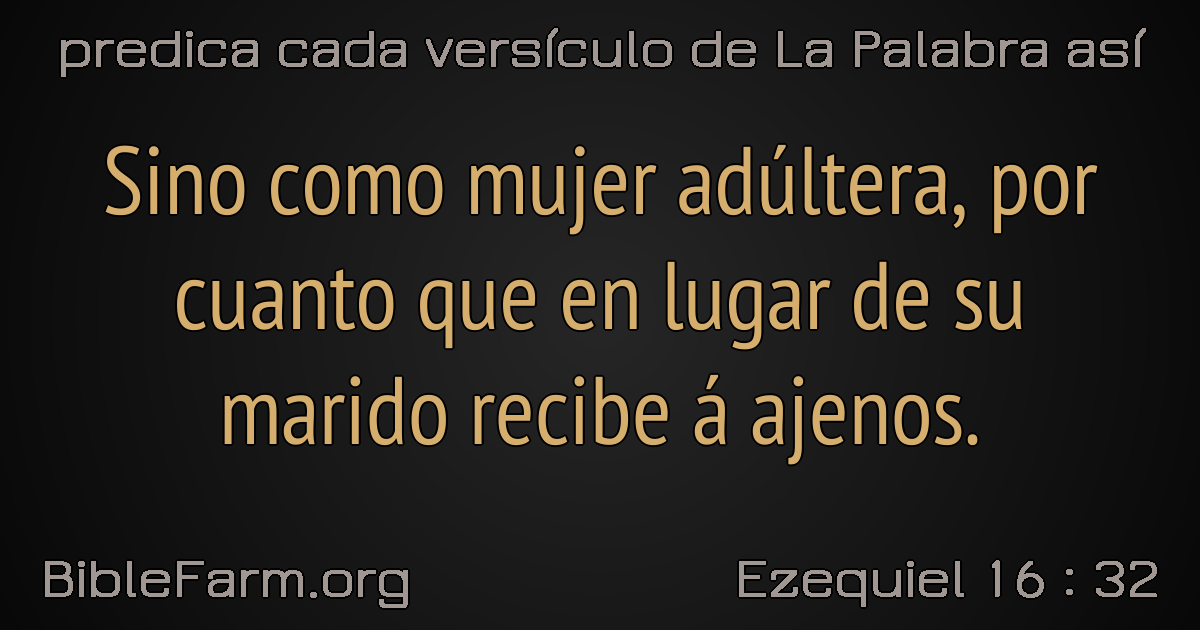 predica cada versículo de La Palabra así
Sino como mujer adúltera, por
cuanto que en lugar de su
marido recibe á ajenos.
BibleFarm.org
Ezequiel 16 : 32